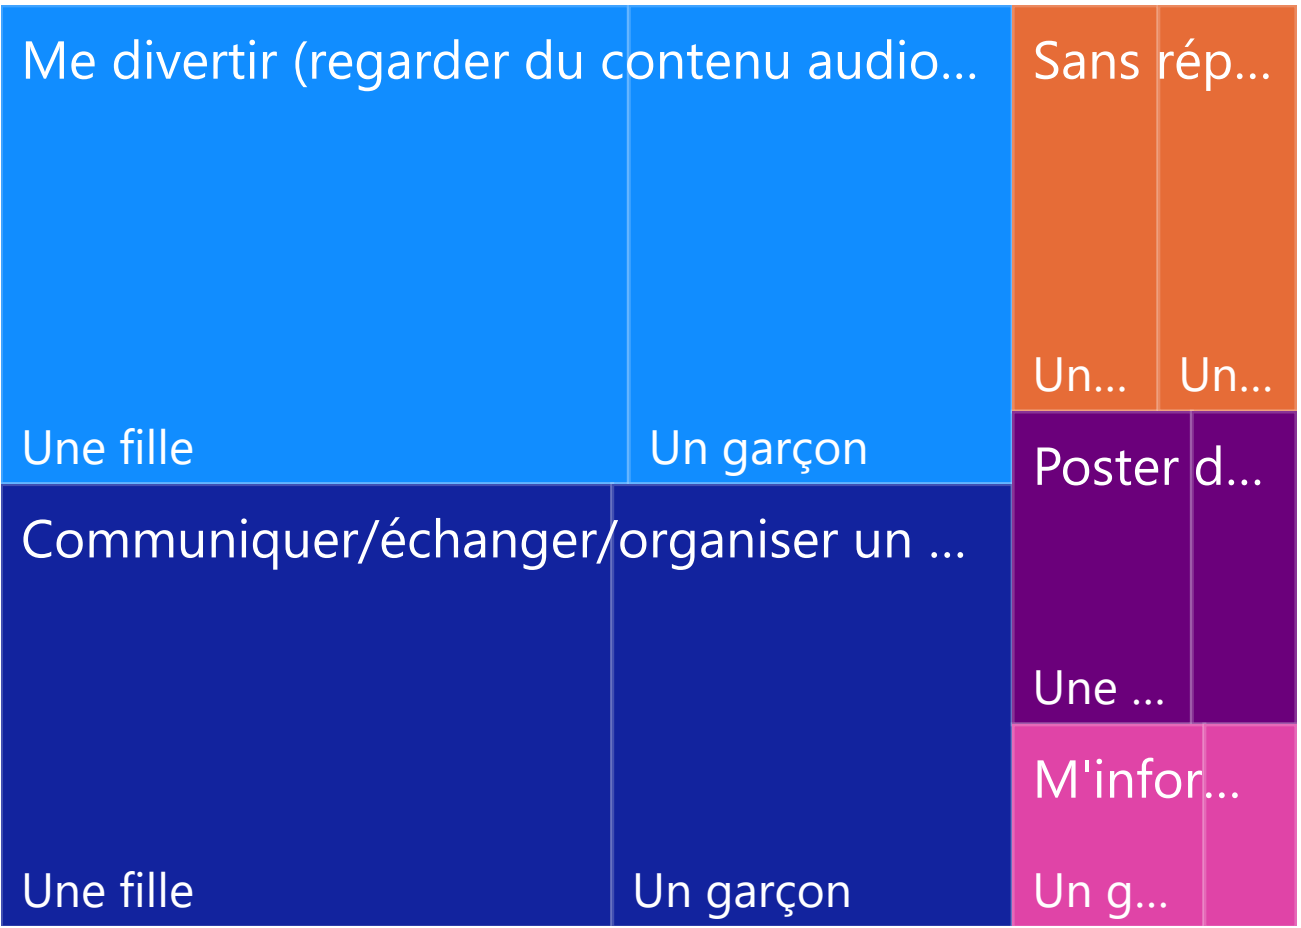 Me divertir (regarder du contenu audio...
Une fille
Un garçon
Communiquer/échanger/organiser un ...
Une fille
Un garçon
Sans rép...
Un...
Un...
Poster d...
Une ...
M'infor...
Un g...